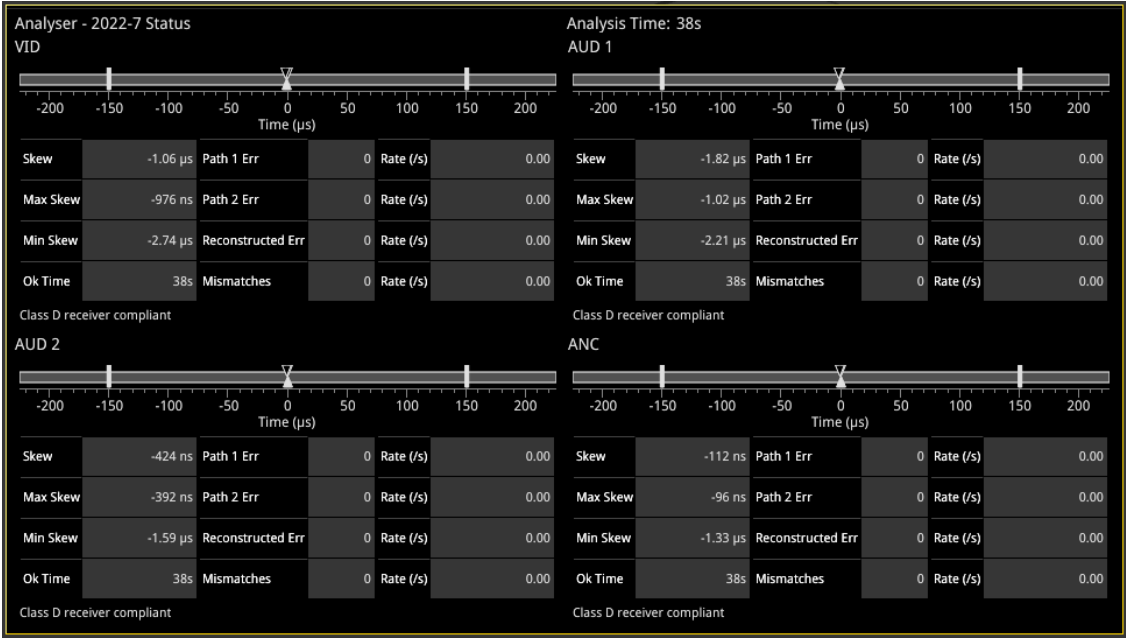 Analyser - 2022-7 Status
Analysis Time: 38s
VID
-200 -150 -100 -50 0 50 100 150 200
Time (µs)
Skew -1.06 µs Path 1 Err 0 Rate (/s) 0.00
Max Skew -976 ns Path 2 Err 0 Rate (/s) 0.00
Min Skew -2.74 µs Reconstructed Err 0 Rate (/s) 0.00
Ok Time 38s Mismatches 0 Rate (/s) 0.00
Class D receiver compliant
AUD 1
-200 -150 -100 -50 0 50 100 150 200
Time (µs)
Skew -1.82 µs Path 1 Err 0 Rate (/s) 0.00
Max Skew -1.02 µs Path 2 Err 0 Rate (/s) 0.00
Min Skew -2.21 µs Reconstructed Err 0 Rate (/s) 0.00
Ok Time 38s Mismatches 0 Rate (/s) 0.00
Class D receiver compliant
AUD 2
-200 -150 -100 -50 0 50 100 150 200
Time (µs)
Skew -424 ns Path 1 Err 0 Rate (/s) 0.00
Max Skew -392 ns Path 2 Err 0 Rate (/s) 0.00
Min Skew -1.59 µs Reconstructed Err 0 Rate (/s) 0.00
Ok Time 38s Mismatches 0 Rate (/s) 0.00
Class D receiver compliant
ANC
-200 -150 -100 -50 0 50 100 150 200
Time (µs)
Skew -112 ns Path 1 Err 0 Rate (/s) 0.00
Max Skew -96 ns Path 2 Err 0 Rate (/s) 0.00
Min Skew -1.33 µs Reconstructed Err 0 Rate (/s) 0.00
Ok Time 38s Mismatches 0 Rate (/s) 0.00
Class D receiver compliant